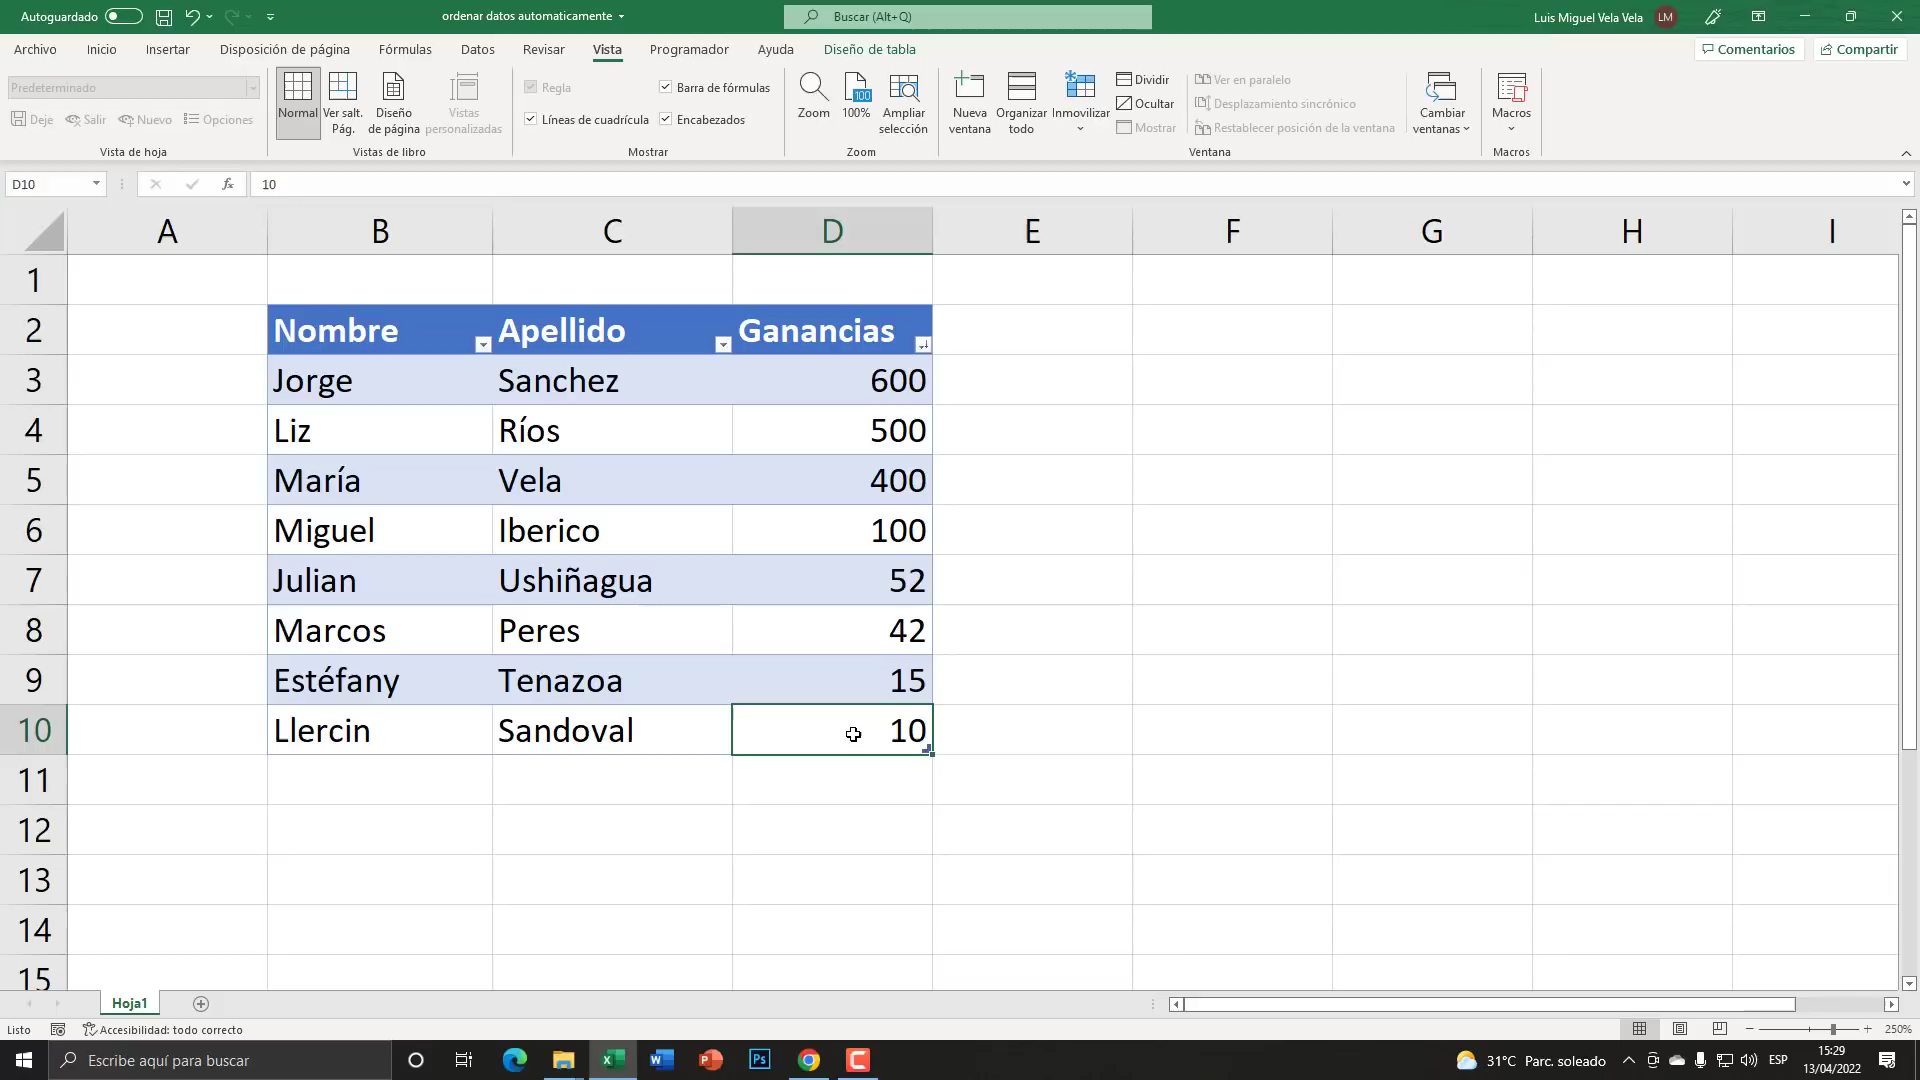 Autoguardado
ordenar datos automaticamente
Buscar (Alt+Q)
Luis Miguel Vela Vela
LM
Archivo Inicio Insertar Disposición de página Fórmulas Datos Revisar Vista Programador Ayuda Diseño de tabla
Comentarios Compartir
Predeterminado
Deje Salir Nuevo Opciones
Vista de hoja
Normal
Ver salt. Pág.
Diseño de página
Vistas personalizadas
Vistas de libro
Regla
Barra de fórmulas
Líneas de cuadrícula
Encabezados
Mostrar
Zoom
100
100%
Ampliar selección
Zoom
Nueva ventana
Organizar todo
Inmovilizar
Dividir
Ocultar
Mostrar
Ver en paralelo
Desplazamiento sincrónico
Restablecer posición de la ventana
Cambiar ventanas
Ventana
Macros
Macros
D10
fx
10
A B C D E F G H I
1
2 Nombre Apellido Ganancias
3 Jorge Sanchez 600
4 Liz Ríos 500
5 María Vela 400
6 Miguel Iberico 100
7 Julian Ushiñagua 52
8 Marcos Peres 42
9 Estéfany Tenazoa 15
10 Llercin Sandoval 10
11
12
13
14
15
Hoja1
Listo
Accesibilidad: todo correcto
250%
Escribe aquí para buscar
31°C Parc. soleado
ESP
15:29
13/04/2022